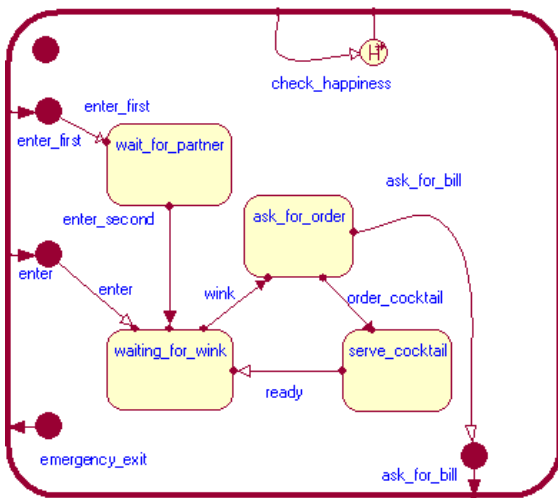 H*
check_happiness
enter_first
enter_first
wait_for_partner
ask_for_bill
enter_second
ask_for_order
enter
enter
wink
order_cocktail
waiting_for_wink
serve_cocktail
ready
emergency_exit
ask_for_bill